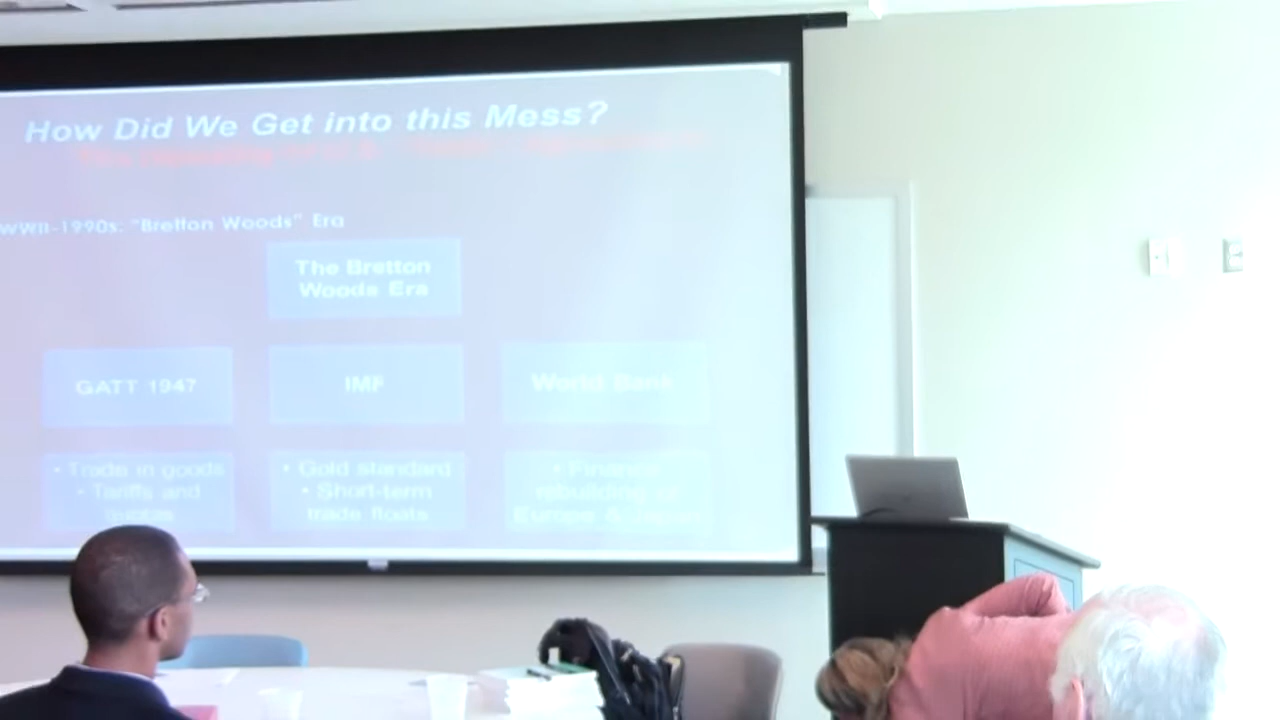 How Did We Get into this Mess?
WWII-1990s: "Bretton Woods" Era
The Bretton
Woods Era
GATT 1947
IMF
World Bank
• Trade in goods
• Tariffs and
• Gold standard
• Short-term
trade floats
• Finance
rebuilding of
Europe &